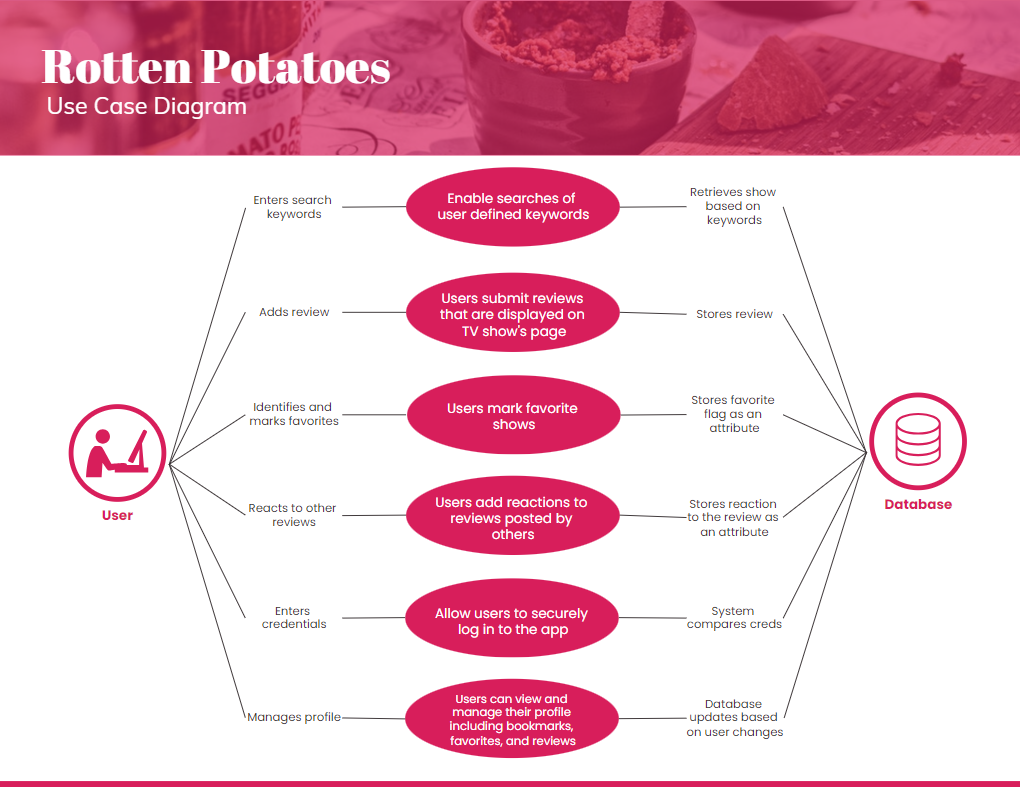 Rotten Potatoes
Use Case Diagram
SEGG
MATO P
Enters search
keywords
Enable searches of
user defined keywords
Retrieves show
based on
keywords
Adds review
Users submit reviews
that are displayed on
TV show's page
Stores review
Identifies and
marks favorites
Users mark favorite
shows
Stores favorite
flag as an
attribute
Reacts to other
reviews
Users add reactions to
reviews posted by
others
Stores reaction
to the review as
an attribute
User
Database
Enters
credentials
Allow users to securely
log in to the app
System
compares creds
Manages profile
Users can view and
manage their profile
including bookmarks,
favorites, and reviews
Database
updates based
on user changes